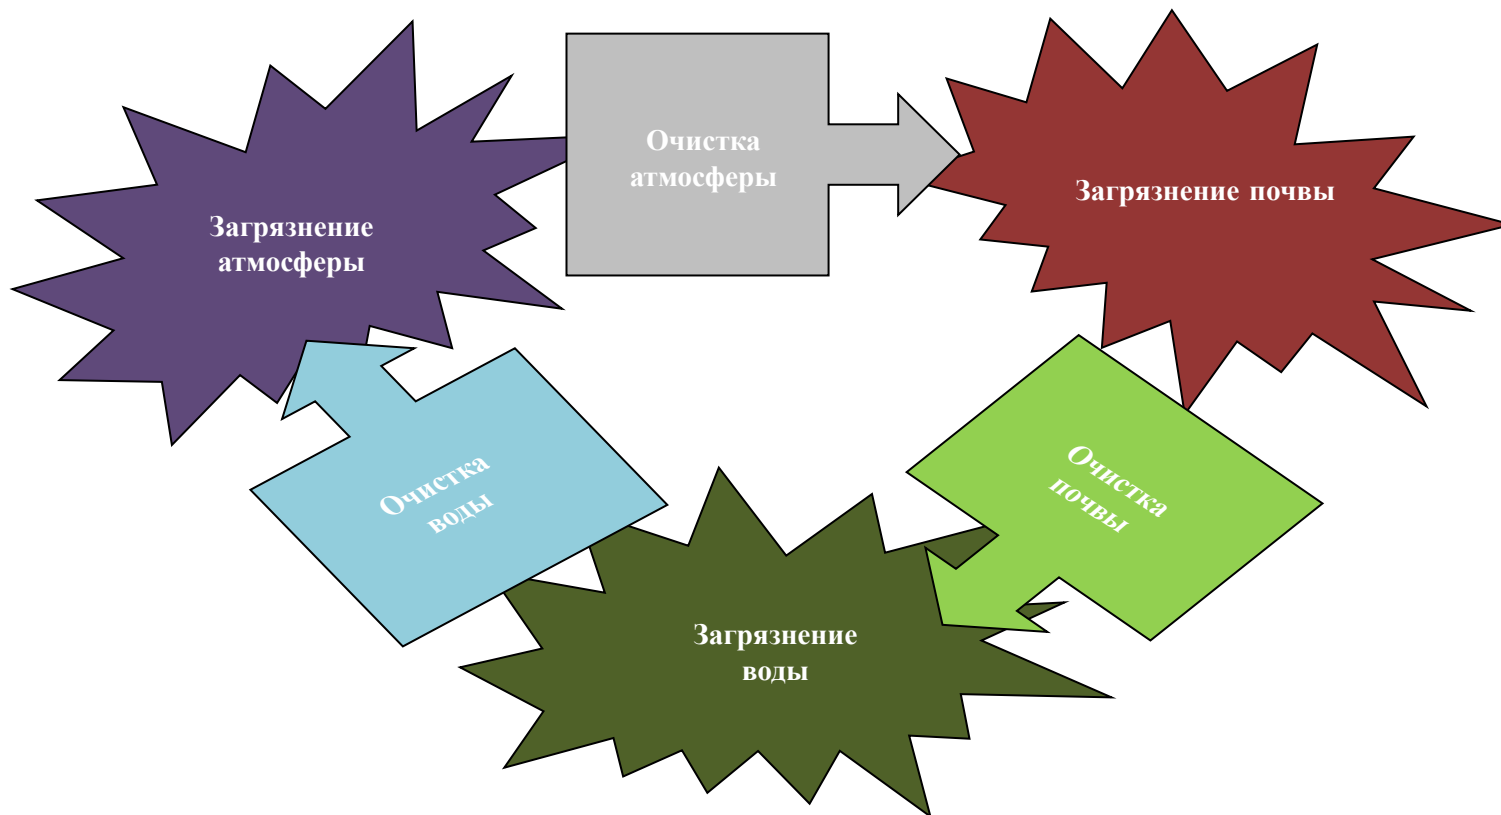 Очистка
атмосферы
Загрязнение почвы
Загрязнение
атмосферы
Очистка
почвы
Очистка
воды
Загрязнение
воды